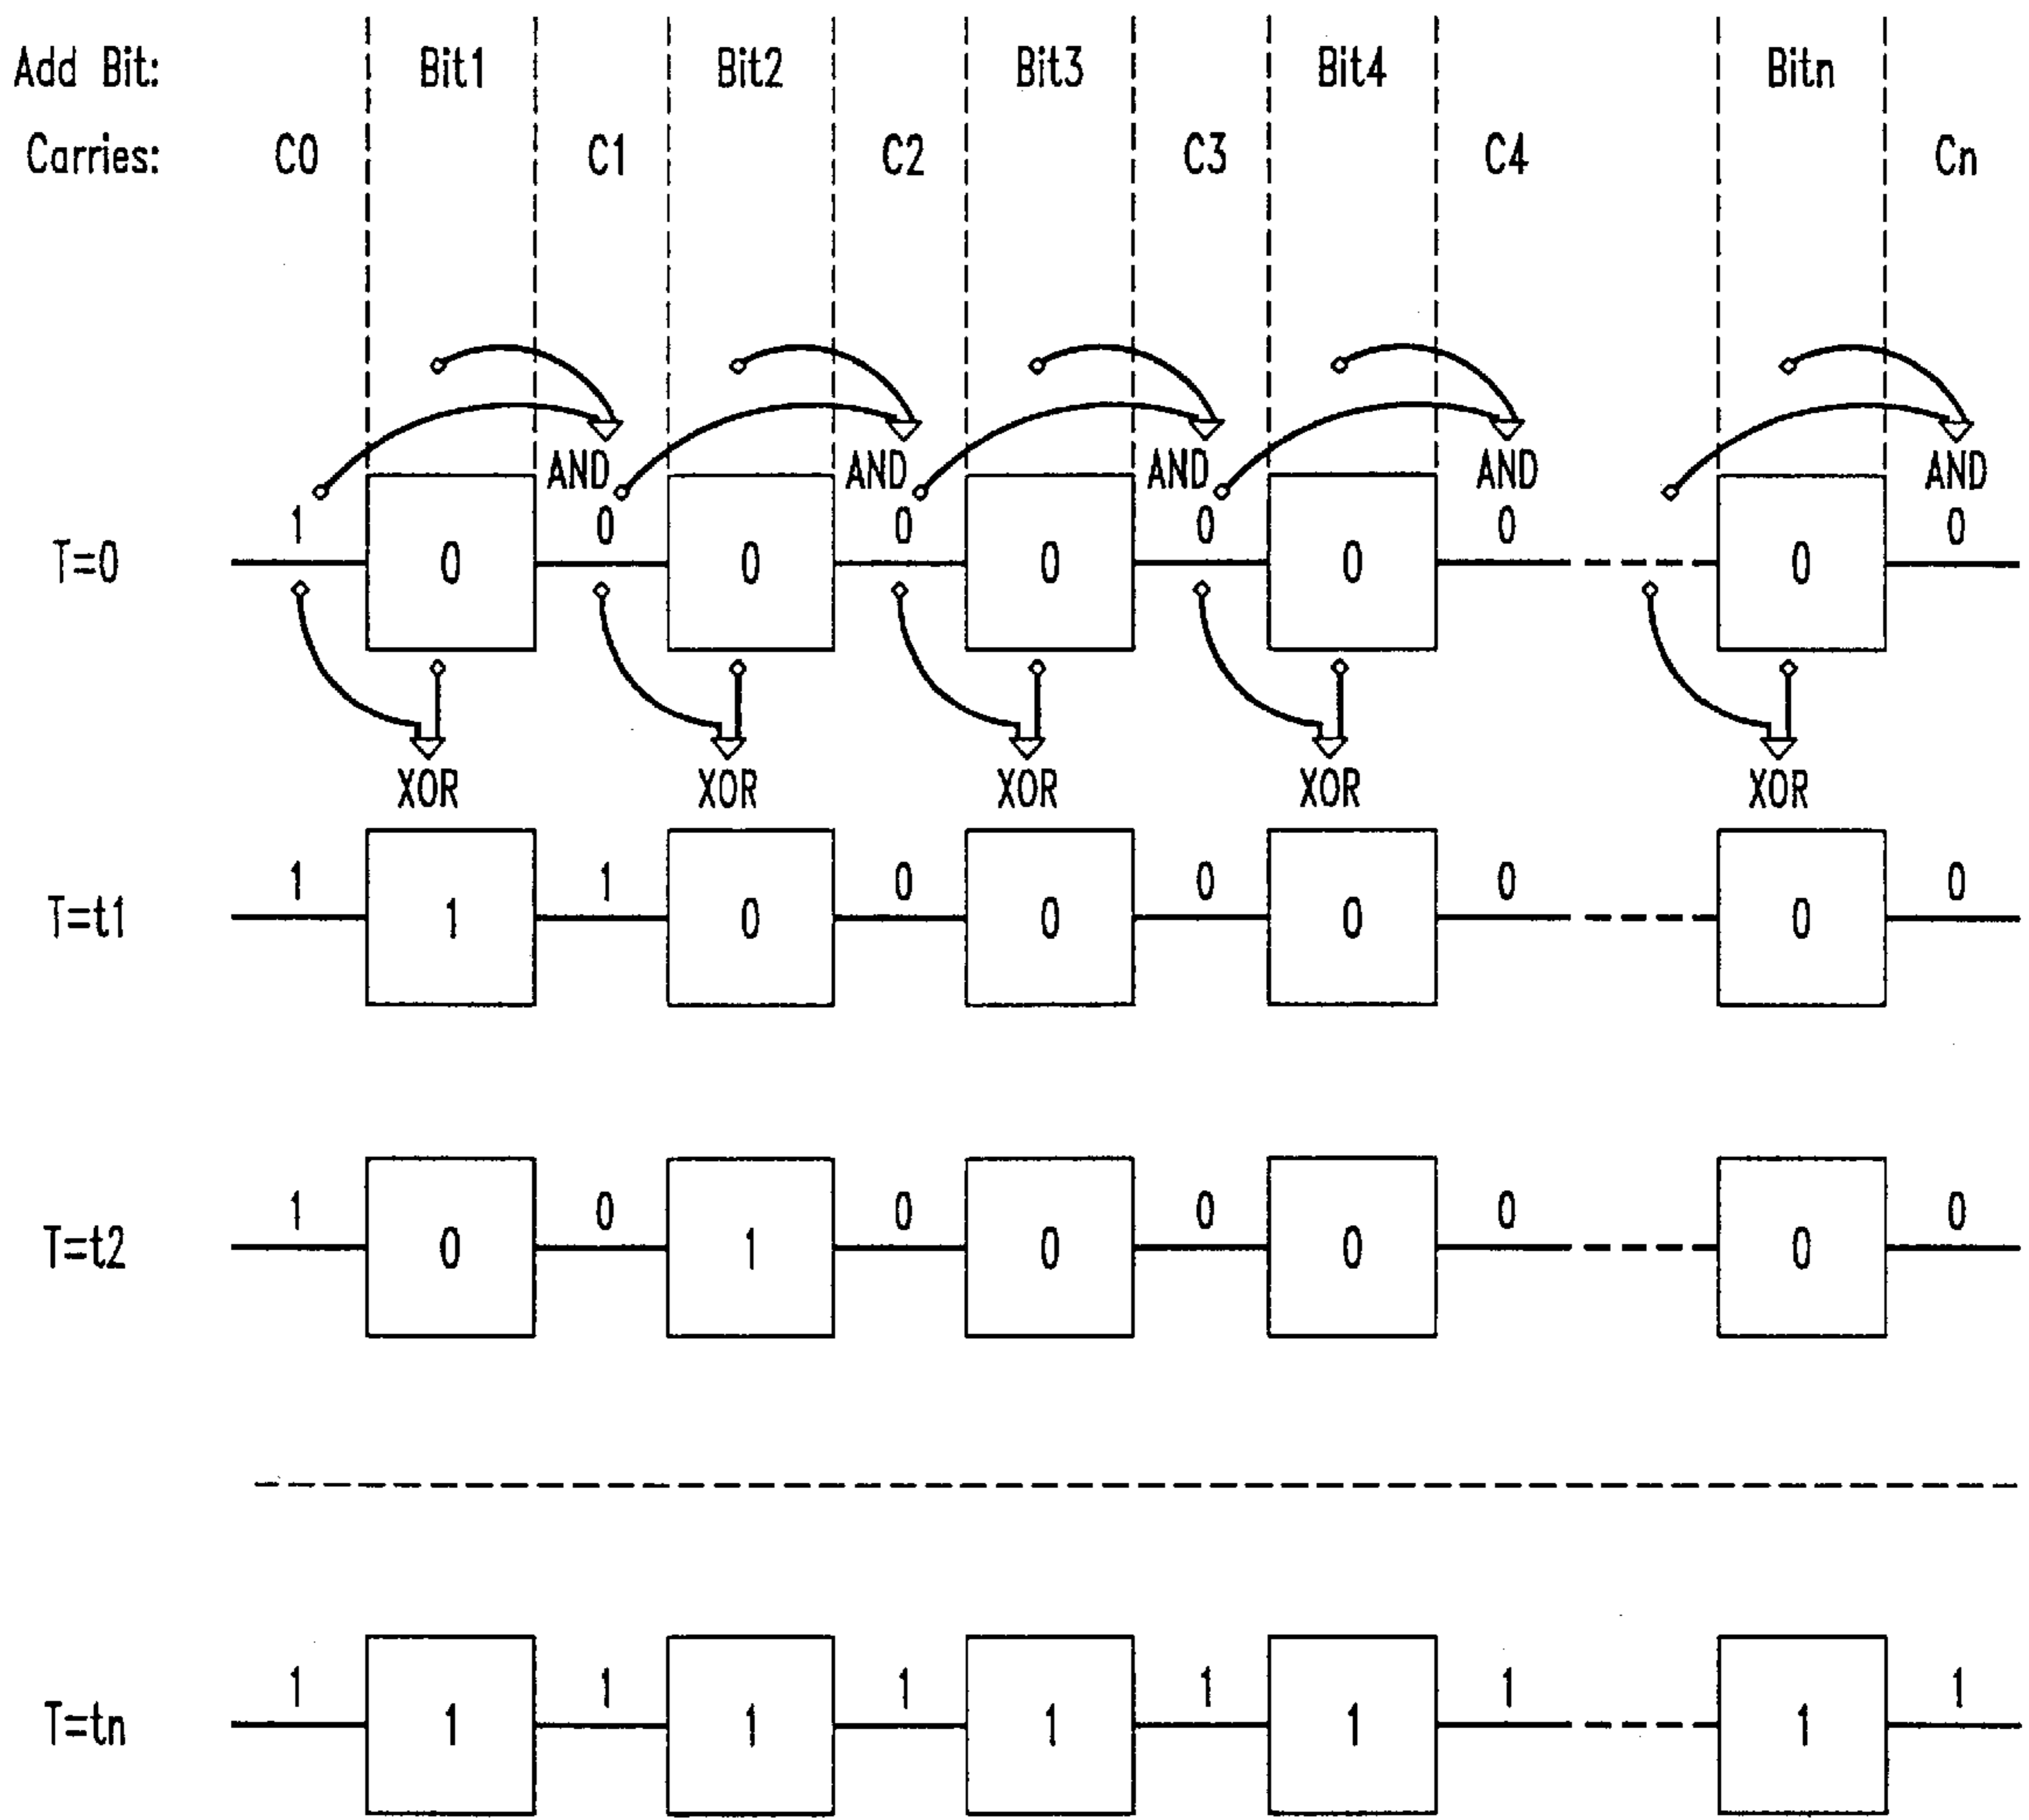 Add Bit: Bit1 Bit2 Bit3 Bit4 Bitn
Carries: C0 C1 C2 C3 C4 Cn
AND AND AND AND AND
1 0 0 0 0 0
T=0 0 0 0 0 0
XOR XOR XOR XOR XOR
1 1 0 0 0 0
T=t1 1 0 0 0 0
1 0 0 0 0 0
T=t2 0 1 0 0 0
1 1 1 1 1 1
T=tn 1 1 1 1 1